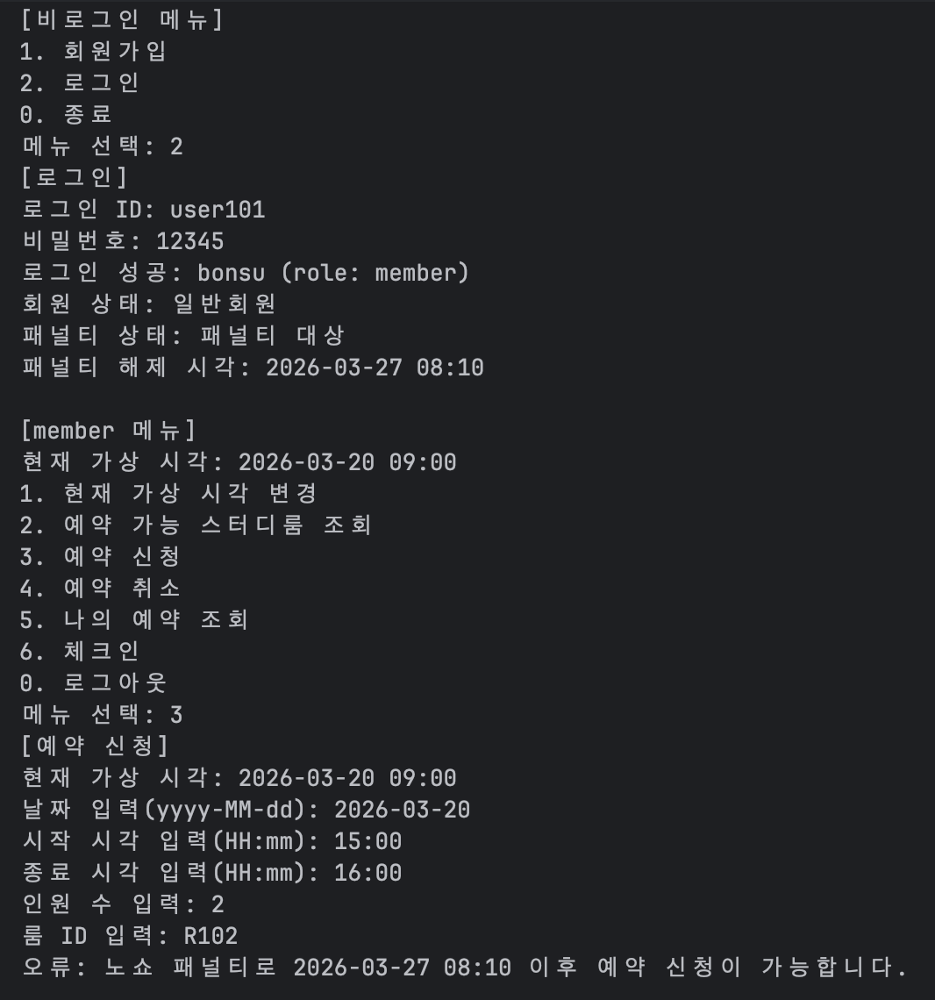 [비로그인 메뉴]
1. 회원가입
2. 로그인
0. 종료
메뉴 선택: 2
[로그인]
로그인 ID: user101
비밀번호: 12345
로그인 성공: bonsu (role: member)
회원 상태: 일반회원
패널티 상태: 패널티 대상
패널티 해제 시각: 2026-03-27 08:10
[member 메뉴]
현재 가상 시각: 2026-03-20 09:00
1. 현재 가상 시각 변경
2. 예약 가능 스터디룸 조회
3. 예약 신청
4. 예약 취소
5. 나의 예약 조회
6. 체크인
0. 로그아웃
메뉴 선택: 3
[예약 신청]
현재 가상 시각: 2026-03-20 09:00
날짜 입력(yyyy-MM-dd): 2026-03-20
시작 시각 입력(HH:mm): 15:00
종료 시각 입력(HH:mm): 16:00
인원 수 입력: 2
룸 ID 입력: R102
오류: 노쇼 패널티로 2026-03-27 08:10 이후 예약 신청이 가능합니다.